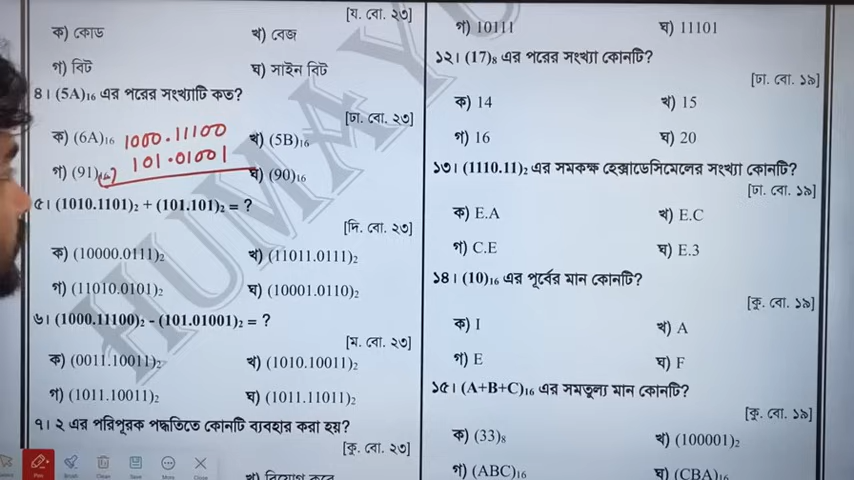 [য. বো. ২৩]
ক) কোড খ) বেজ
গ) বিট ঘ) সাইন বিট
৪। (5A)16 এর পরের সংখ্যাটি কত?
[ঢা. বো. ২৩]
ক) (6A)16 খ) (5B)16
1000.11100
গ) (91) ঘ) (90)16
101.01001
৫। (1010.1101)2 + (101.101)2 = ?
[দি. বো. ২৩]
ক) (10000.0111)2 খ) (11011.0111)2
গ) (11010.0101)2 ঘ) (10001.0110)2
৬। (1000.11100)2 - (101.01001)2 = ?
[ম. বো. ২৩]
ক) (0011.10011)2 খ) (1010.10011)2
গ) (1011.10011)2 ঘ) (1011.11011)2
৭। ২ এর পরিপূরক পদ্ধতিতে কোনটি ব্যবহার করা হয়?
[কু. বো. ২৩]
গ) 10111 ঘ) 11101
১২। (17)8 এর পরের সংখ্যা কোনটি?
[ঢা. বো. ১৯]
ক) 14 খ) 15
গ) 16 ঘ) 20
১৩। (1110.11)2 এর সমকক্ষ হেক্সাডেসিমেলের সংখ্যা কোনটি?
[ঢা. বো. ১৯]
ক) E.A খ) E.C
গ) C.E ঘ) E.3
১৪। (10)16 এর পূর্বের মান কোনটি?
[কু. বো. ১৯]
ক) I খ) A
গ) E ঘ) F
১৫। (A+B+C)16 এর সমতুল্য মান কোনটি?
[কু. বো. ১৯]
ক) (33)8 খ) (100001)2
গ) (ABC)16 ঘ) (CBA)16
HUMAYU